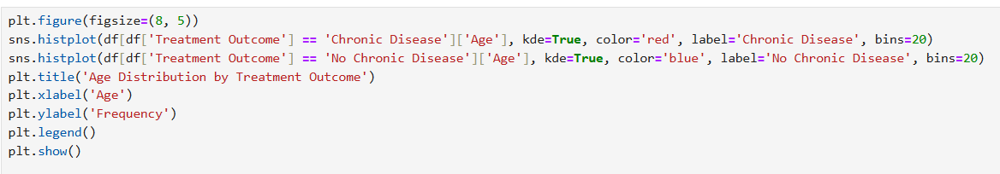 plt.figure(figsize=(8, 5))
sns.histplot(df[df['Treatment Outcome'] == 'Chronic Disease']['Age'], kde=True, color='red', label='Chronic Disease', bins=20)
sns.histplot(df[df['Treatment Outcome'] == 'No Chronic Disease']['Age'], kde=True, color='blue', label='No Chronic Disease', bins=20)
plt.title('Age Distribution by Treatment Outcome')
plt.xlabel('Age')
plt.ylabel('Frequency')
plt.legend()
plt.show()